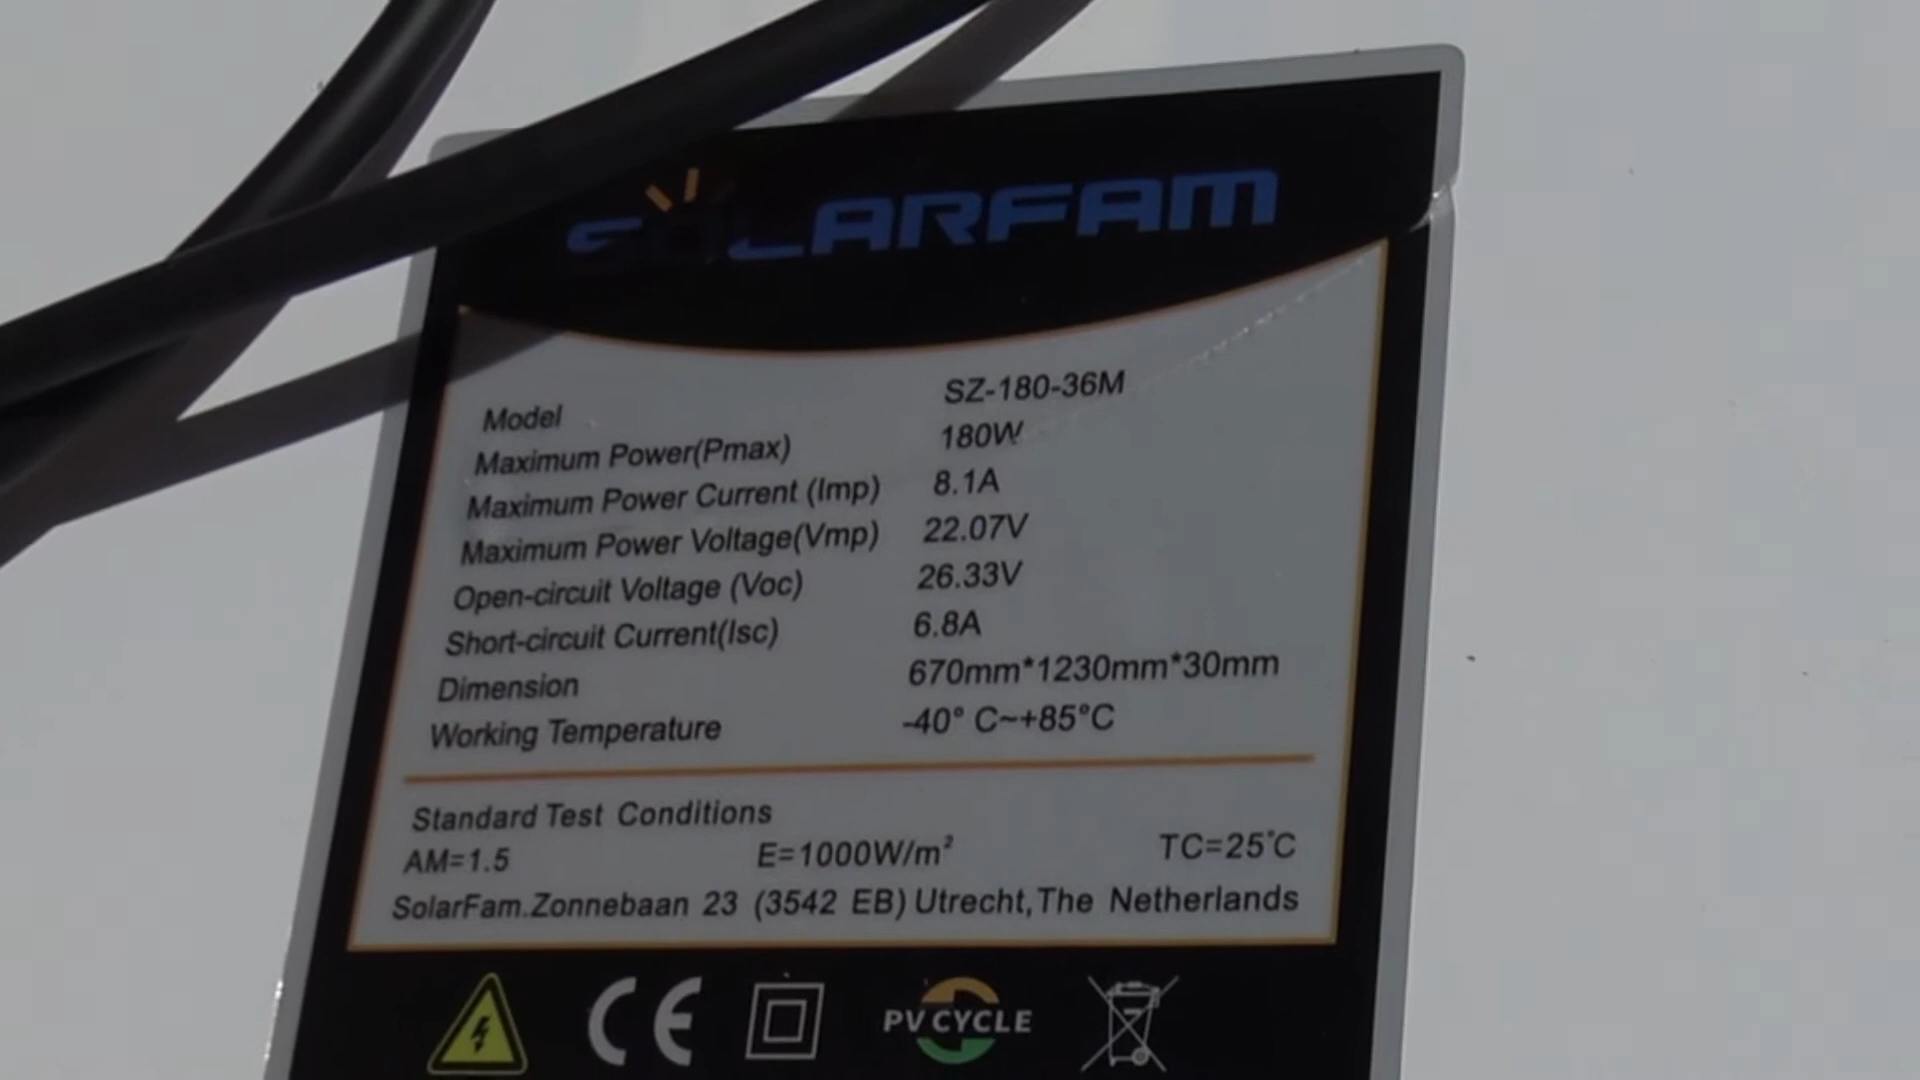 SOLARFAM
Model SZ-180-36M
Maximum Power(Pmax) 180W
Maximum Power Current (Imp) 8.1A
Maximum Power Voltage(Vmp) 22.07V
Open-circuit Voltage (Voc) 26.33V
Short-circuit Current(Isc) 6.8A
Dimension 670mm*1230mm*30mm
Working Temperature -40° C~+85°C
Standard Test Conditions
AM=1.5 E=1000W/m² TC=25°C
SolarFam.Zonnebaan 23 (3542 EB) Utrecht,The Netherlands
CE PV CYCLE